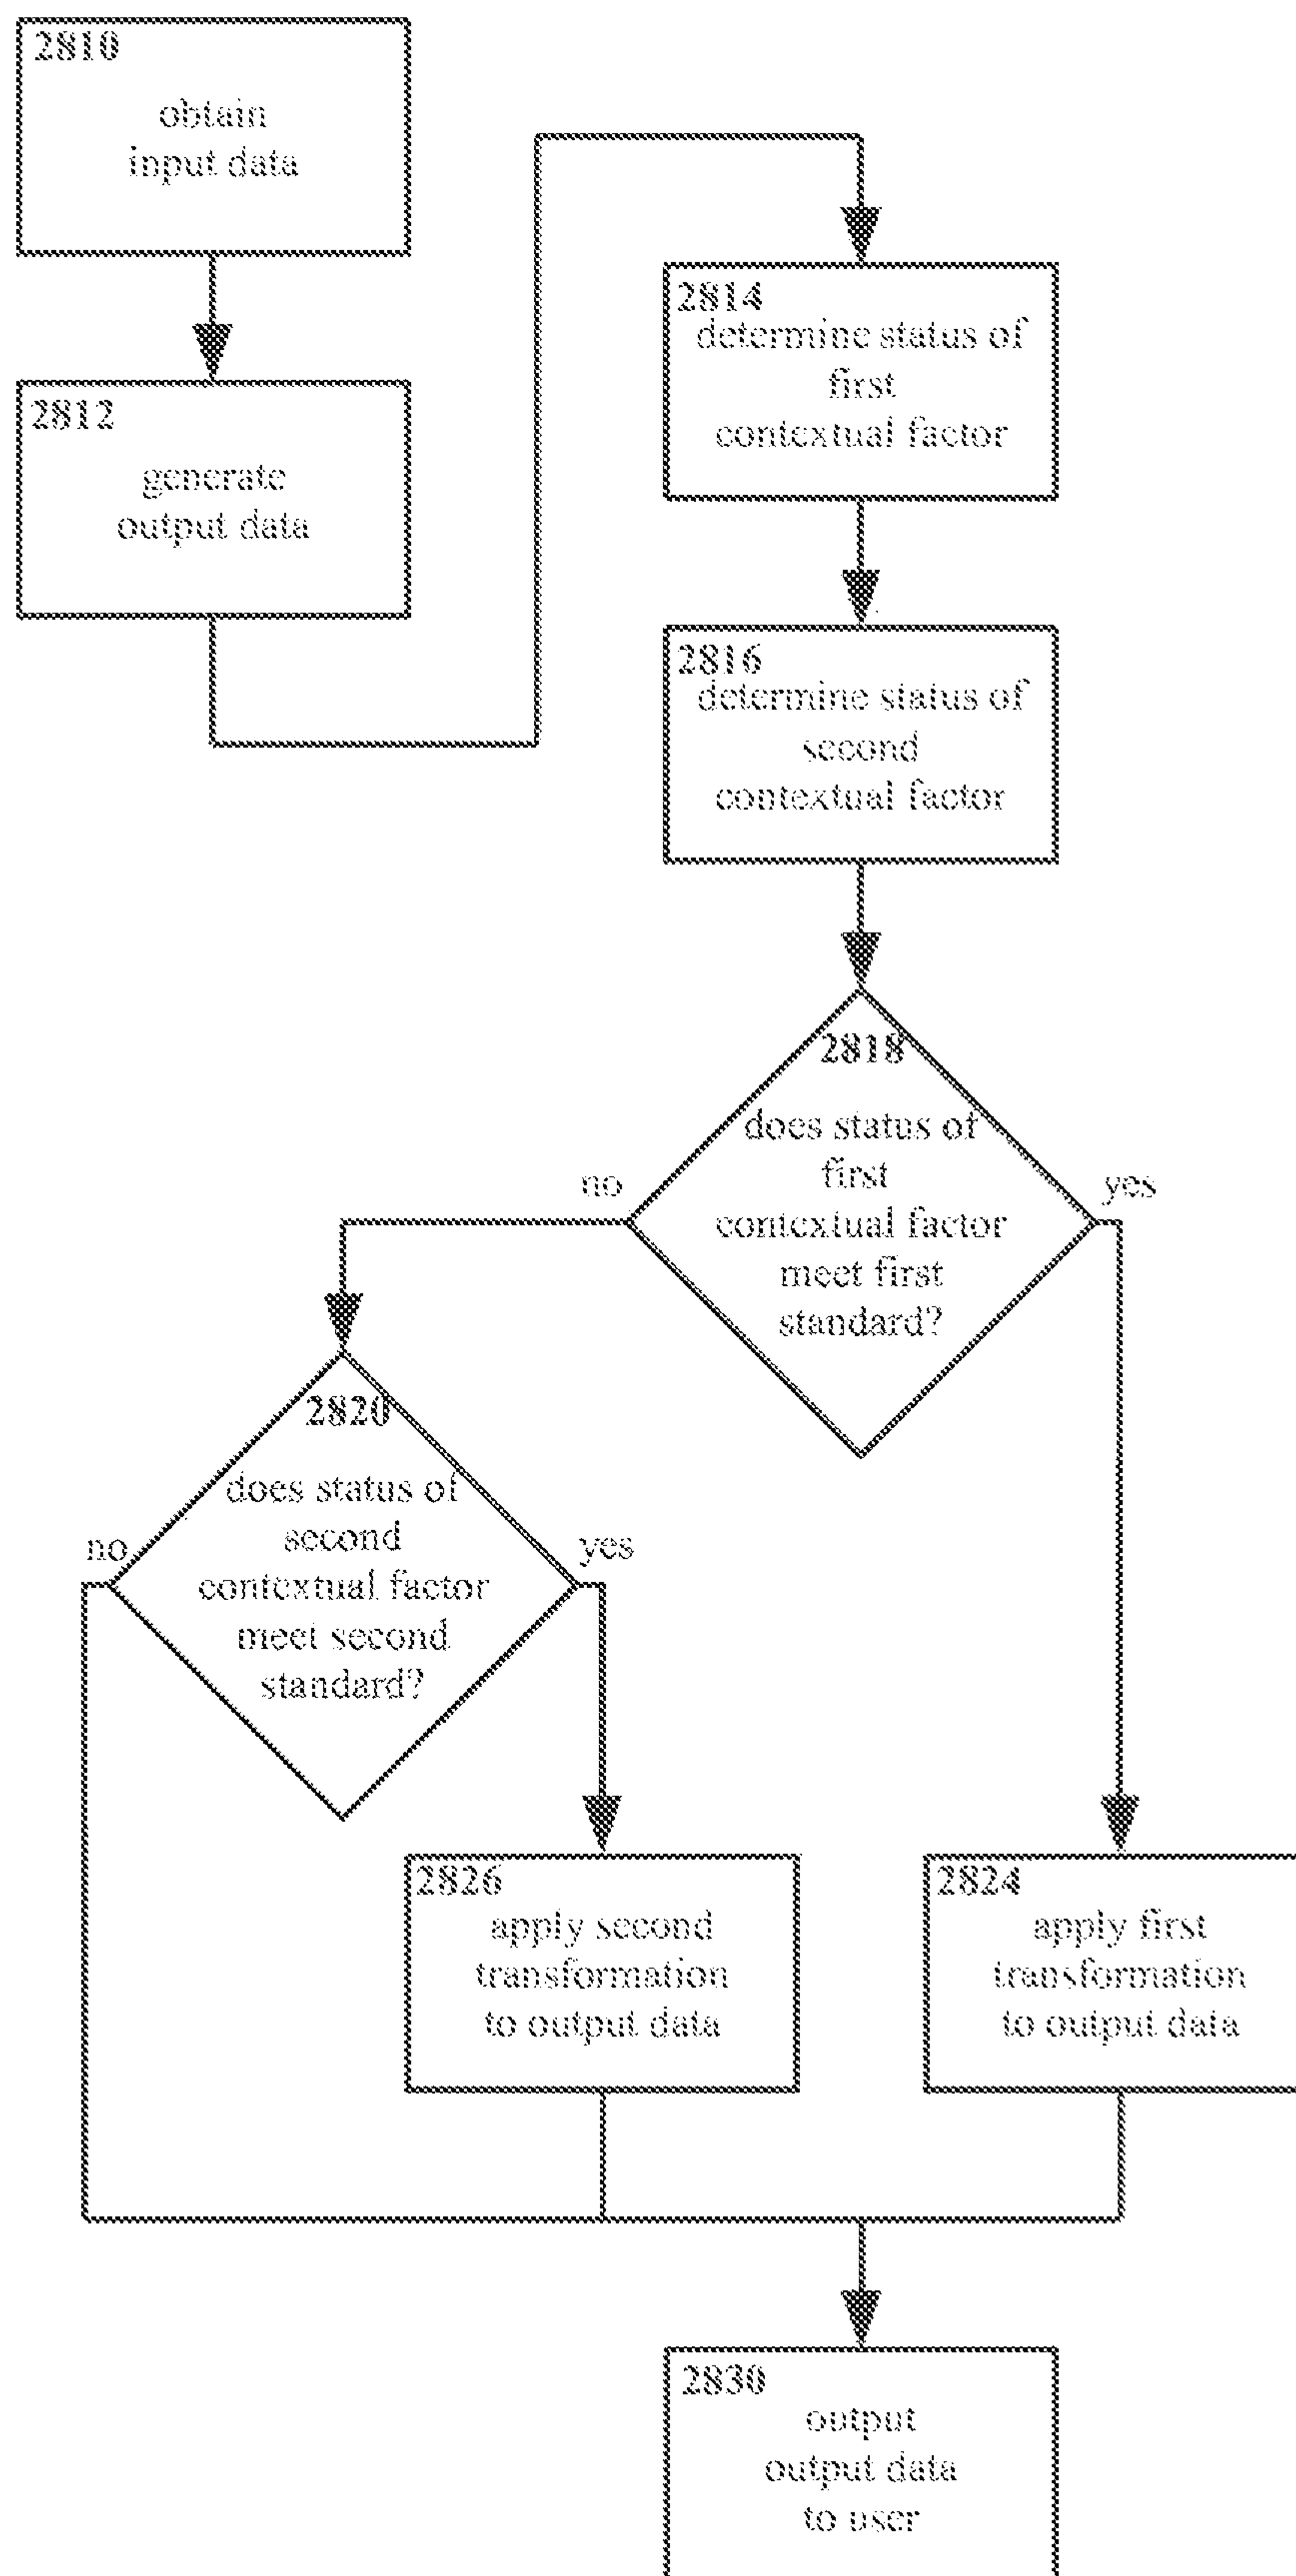 2810
obtain
input data
2812
generate
output data
2814
determine status of
first
contextual factor
2816
determine status of
second
contextual factor
2818
does status of
first
contextual factor
meet first
standard?
no
yes
2820
does status of
second
contextual factor
meet second
standard?
no
yes
2826
apply second
transformation
to output data
2824
apply first
transformation
to output data
2830
output
output data
to user